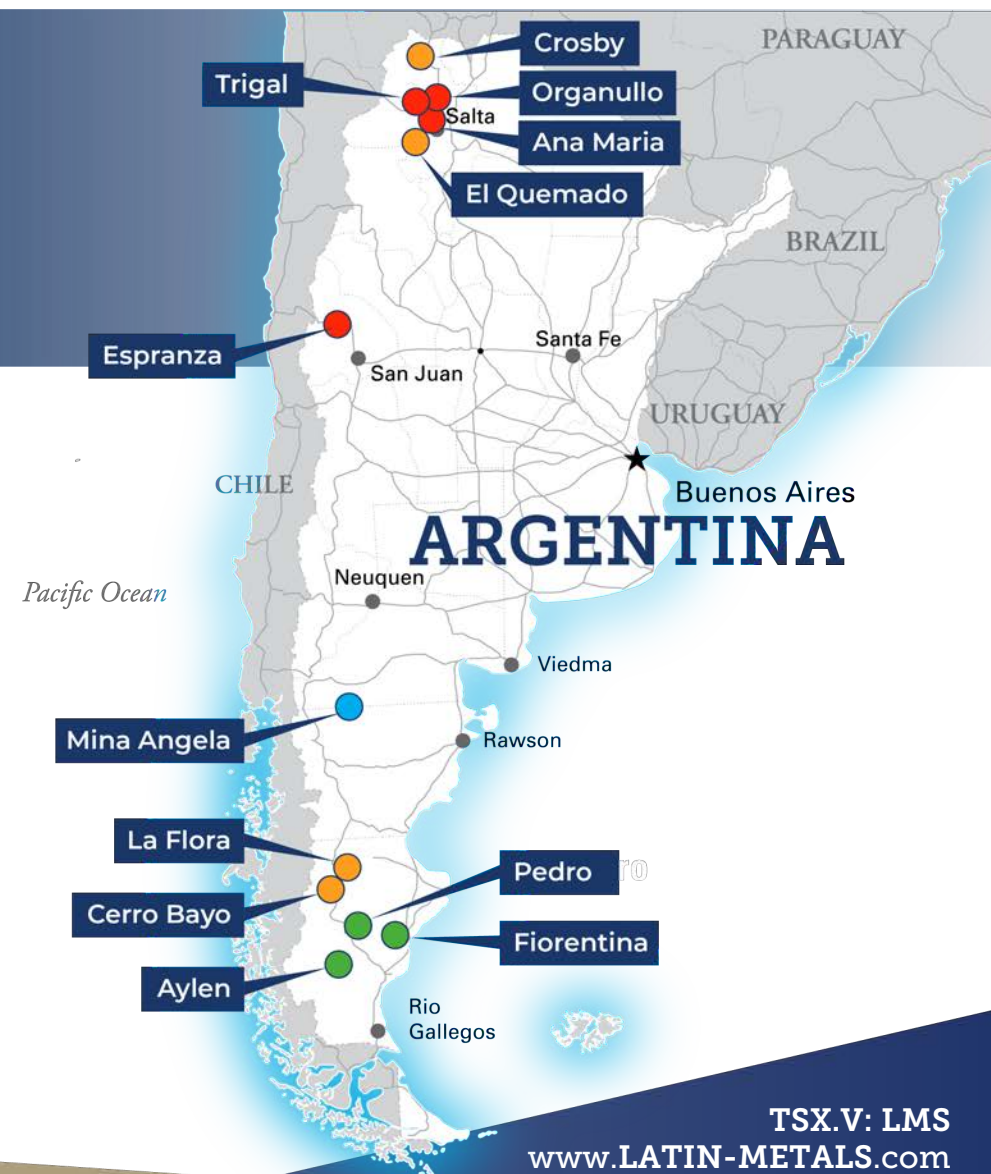 Crosby
PARAGUAY
Trigal
Organullo
Salta
Ana Maria
El Quemado
BRAZIL
Espranza
Santa Fe
San Juan
URUGUAY
CHILE
Buenos Aires
ARGENTINA
Neuquen
Pacific Ocean
Viedma
Mina Angela
Rawson
La Flora
Pedro
ro
Cerro Bayo
Fiorentina
Aylen
Rio
Gallegos
TSX.V: LMS
www.LATIN-METALS.com